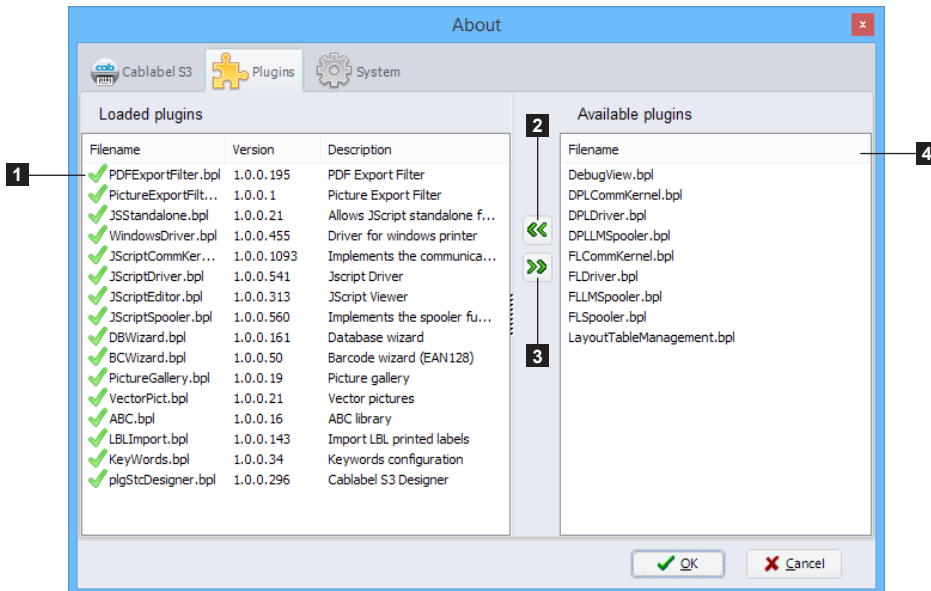 About
x
cab Cablabel S3 Plugins System
Loaded plugins
Filename Version Description
PDFExportFilter.bpl 1.0.0.195 PDF Export Filter
PictureExportFilt... 1.0.0.1 Picture Export Filter
JSStandalone.bpl 1.0.0.21 Allows JScript standalone f...
WindowsDriver.bpl 1.0.0.455 Driver for windows printer
JScriptCommKer... 1.0.0.1093 Implements the communica...
JScriptDriver.bpl 1.0.0.541 Jscript Driver
JScriptEditor.bpl 1.0.0.313 JScript Viewer
JScriptSpooler.bpl 1.0.0.560 Implements the spooler fu...
DBWizard.bpl 1.0.0.161 Database wizard
BCWizard.bpl 1.0.0.50 Barcode wizard (EAN128)
PictureGallery.bpl 1.0.0.19 Picture gallery
VectorPict.bpl 1.0.0.21 Vector pictures
ABC.bpl 1.0.0.16 ABC library
LBLImport.bpl 1.0.0.143 Import LBL printed labels
KeyWords.bpl 1.0.0.34 Keywords configuration
plgStcDesigner.bpl 1.0.0.296 Cablabel S3 Designer
1
2
3
Available plugins
Filename
DebugView.bpl
DPLCommKernel.bpl
DPLDriver.bpl
DPLLMSpooler.bpl
FLCommKernel.bpl
FLDriver.bpl
FLLMSpooler.bpl
FLSpooler.bpl
LayoutTableManagement.bpl
4
OK Cancel